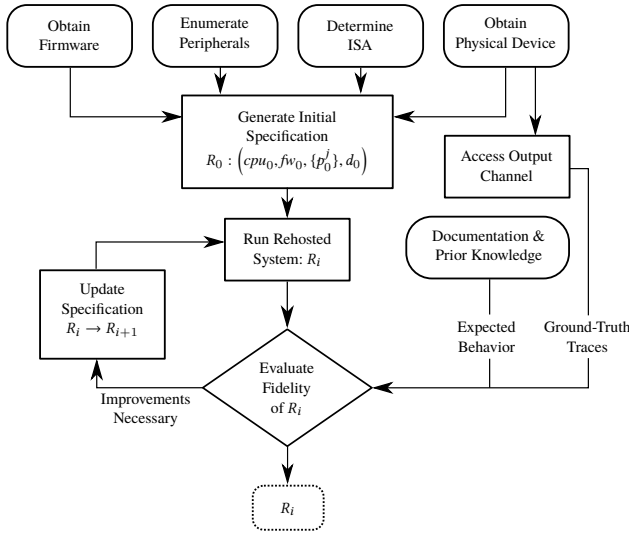 Obtain
Firmware
Enumerate
Peripherals
Determine
ISA
Obtain
Physical Device
Generate Initial
Specification
R₀ : (cpu₀, fw₀, {p₀ʲ}, d₀)
Access Output
Channel
Run Rehosted
System: Rᵢ
Documentation &
Prior Knowledge
Update
Specification
Rᵢ → Rᵢ₊₁
Expected
Behavior
Ground-Truth
Traces
Evaluate
Fidelity
of Rᵢ
Improvements
Necessary
Rᵢ